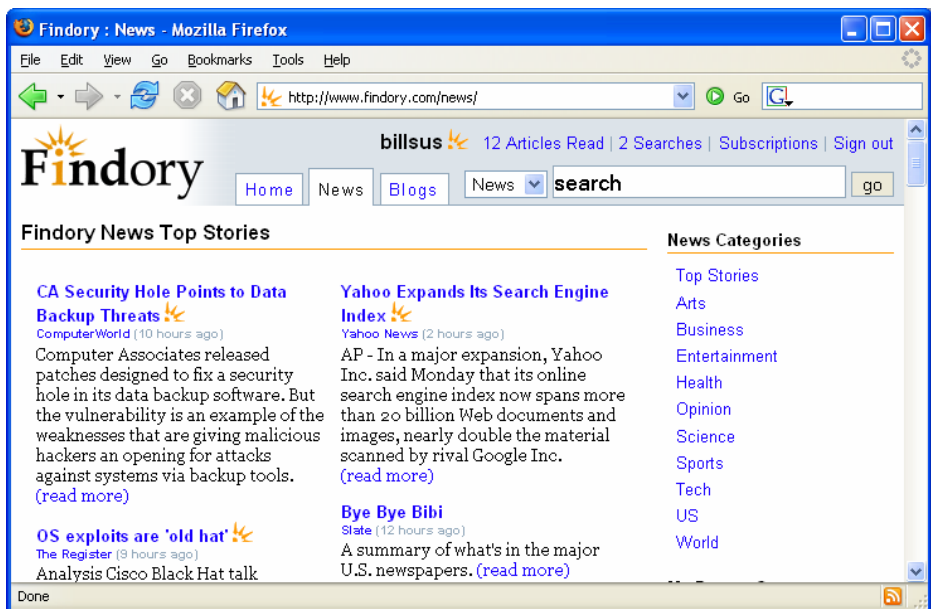 Findory : News - Mozilla Firefox
File Edit View Go Bookmarks Tools Help
http://www.findory.com/news/ Go G
Findory
billsus 12 Articles Read | 2 Searches | Subscriptions | Sign out
Home News Blogs News search go
Findory News Top Stories
CA Security Hole Points to Data
Backup Threats
ComputerWorld (10 hours ago)
Computer Associates released
patches designed to fix a security
hole in its data backup software. But
the vulnerability is an example of the
weaknesses that are giving malicious
hackers an opening for attacks
against systems via backup tools.
(read more)
OS exploits are 'old hat'
The Register (9 hours ago)
Analysis Cisco Black Hat talk
Yahoo Expands Its Search Engine
Index
Yahoo News (2 hours ago)
AP - In a major expansion, Yahoo
Inc. said Monday that its online
search engine index now spans more
than 20 billion Web documents and
images, nearly double the material
scanned by rival Google Inc.
(read more)
Bye Bye Bibi
Slate (12 hours ago)
A summary of what's in the major
U.S. newspapers. (read more)
News Categories
Top Stories
Arts
Business
Entertainment
Health
Opinion
Science
Sports
Tech
US
World
Done